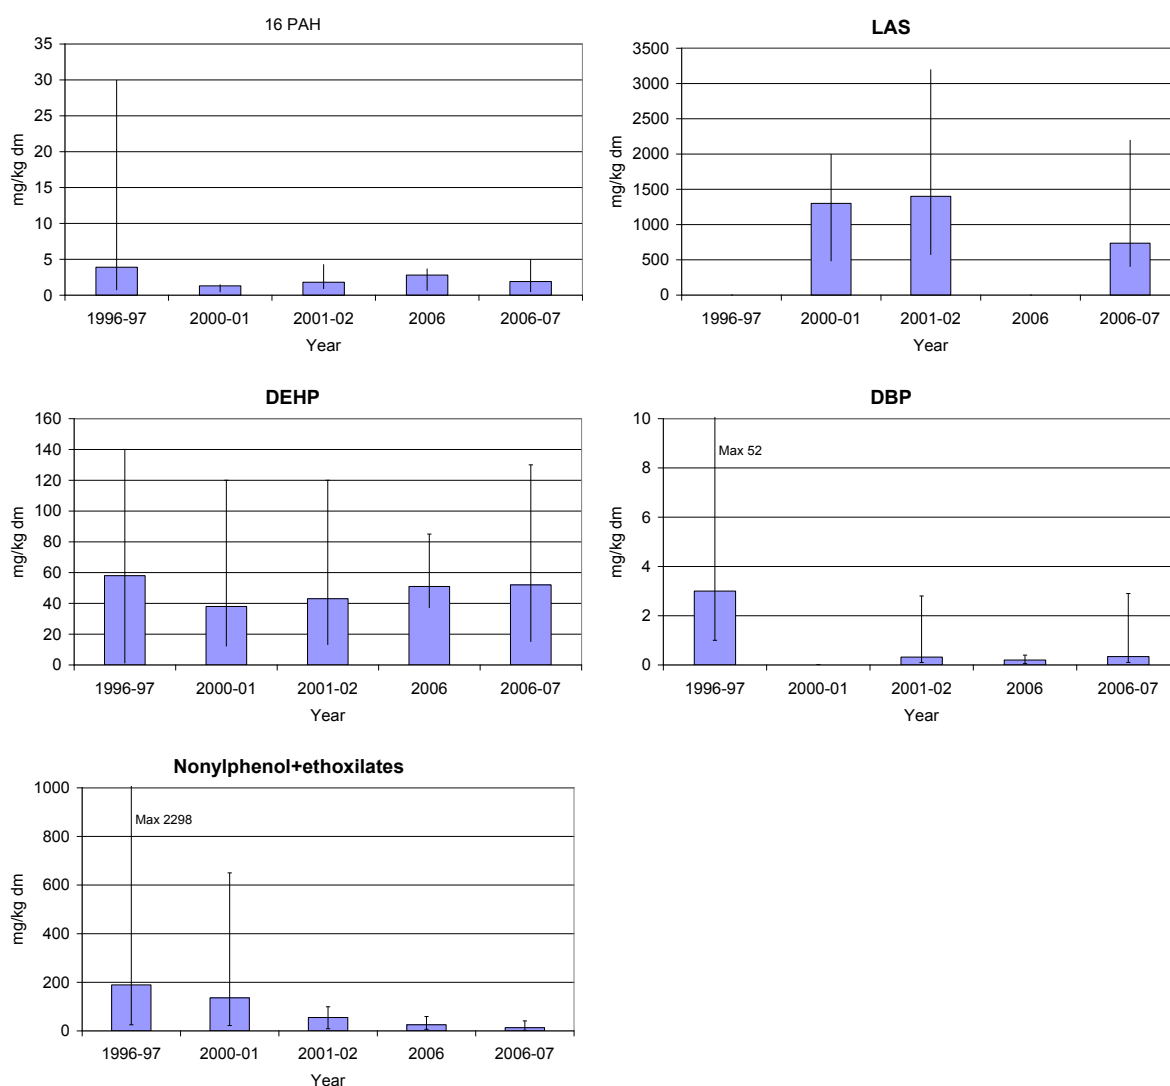 16 PAH
35
30
25
20
15
10
5
0
mg/kg dm
1996-97 2000-01 2001-02 2006 2006-07
Year
LAS
3500
3000
2500
2000
1500
1000
500
0
mg/kg dm
1996-97 2000-01 2001-02 2006 2006-07
Year
DEHP
160
140
120
100
80
60
40
20
0
mg/kg dm
1996-97 2000-01 2001-02 2006 2006-07
Year
DBP
10
8
6
4
2
0
mg/kg dm
Max 52
1996-97 2000-01 2001-02 2006 2006-07
Year
Nonylphenol+ethoxilates
1000
800
600
400
200
0
mg/kg dm
Max 2298
1996-97 2000-01 2001-02 2006 2006-07
Year